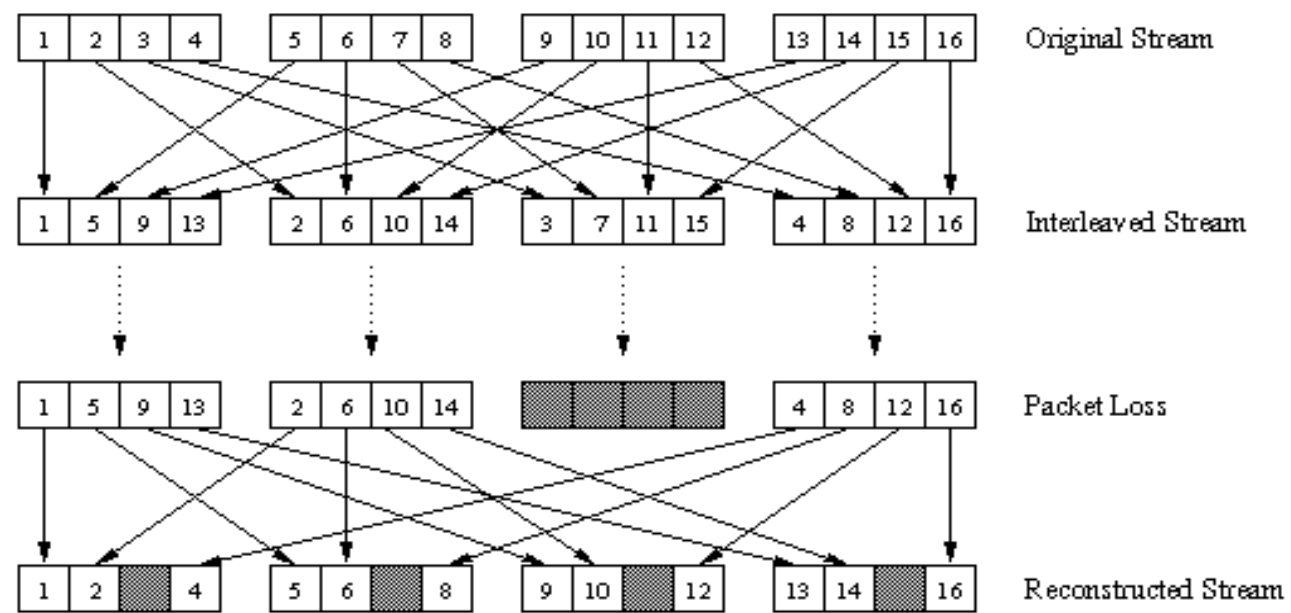 1 2 3 4 5 6 7 8 9 10 11 12 13 14 15 16 Original Stream
1 5 9 13 2 6 10 14 3 7 11 15 4 8 12 16 Interleaved Stream
1 5 9 13 2 6 10 14 4 8 12 16 Packet Loss
1 2 4 5 6 8 9 10 12 13 14 16 Reconstructed Stream